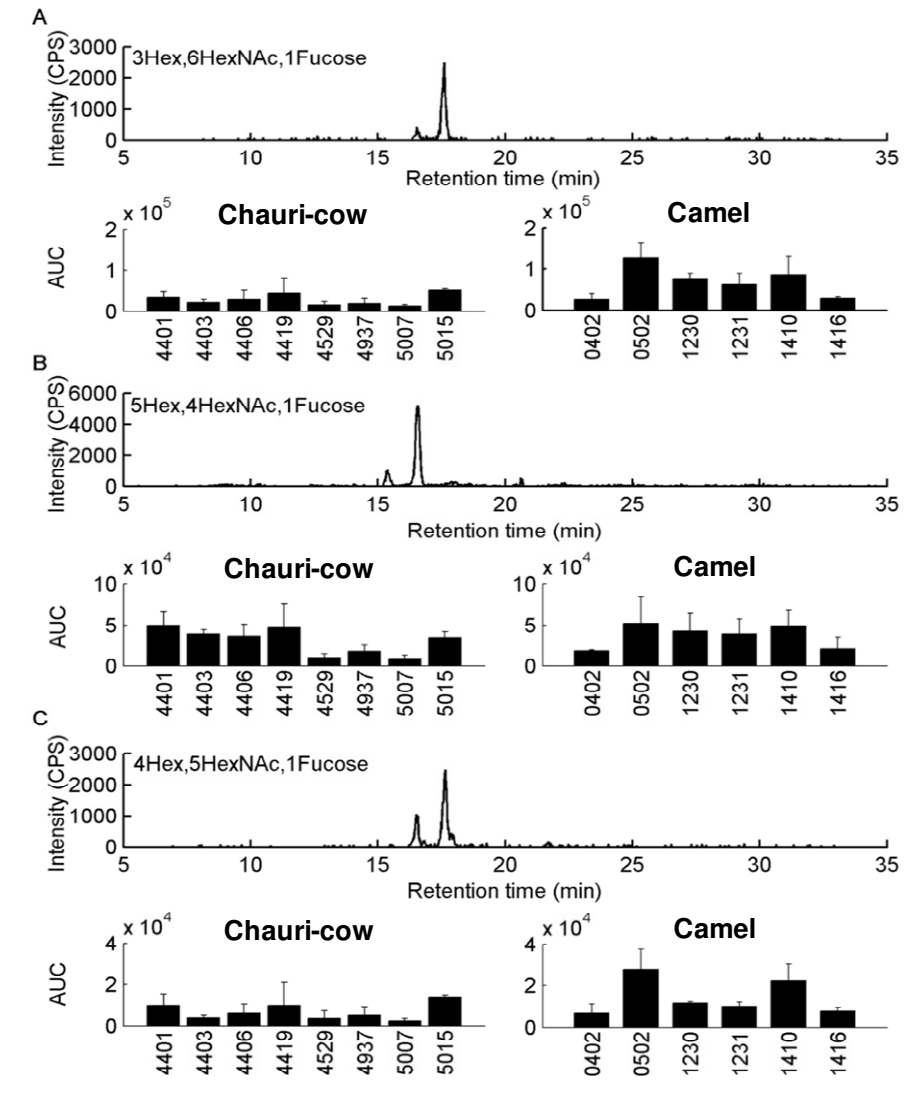 A
Intensity (CPS)
3000
2000
1000
0
3Hex,6HexNAc,1Fucose
5 10 15 20 25 30 35
Retention time (min)
x 10^5 Chauri-cow
AUC
2
1
0
4401 4403 4406 4419 4529 4937 5007 5015
x 10^5 Camel
2
1
0
0402 0502 1230 1231 1410 1416
B
Intensity (CPS)
6000
4000
2000
0
5Hex,4HexNAc,1Fucose
5 10 15 20 25 30 35
Retention time (min)
x 10^4 Chauri-cow
AUC
10
5
0
4401 4403 4406 4419 4529 4937 5007 5015
x 10^4 Camel
10
5
0
0402 0502 1230 1231 1410 1416
C
Intensity (CPS)
3000
2000
1000
0
4Hex,5HexNAc,1Fucose
5 10 15 20 25 30 35
Retention time (min)
x 10^4 Chauri-cow
AUC
4
2
0
4401 4403 4406 4419 4529 4937 5007 5015
x 10^4 Camel
4
2
0
0402 0502 1230 1231 1410 1416